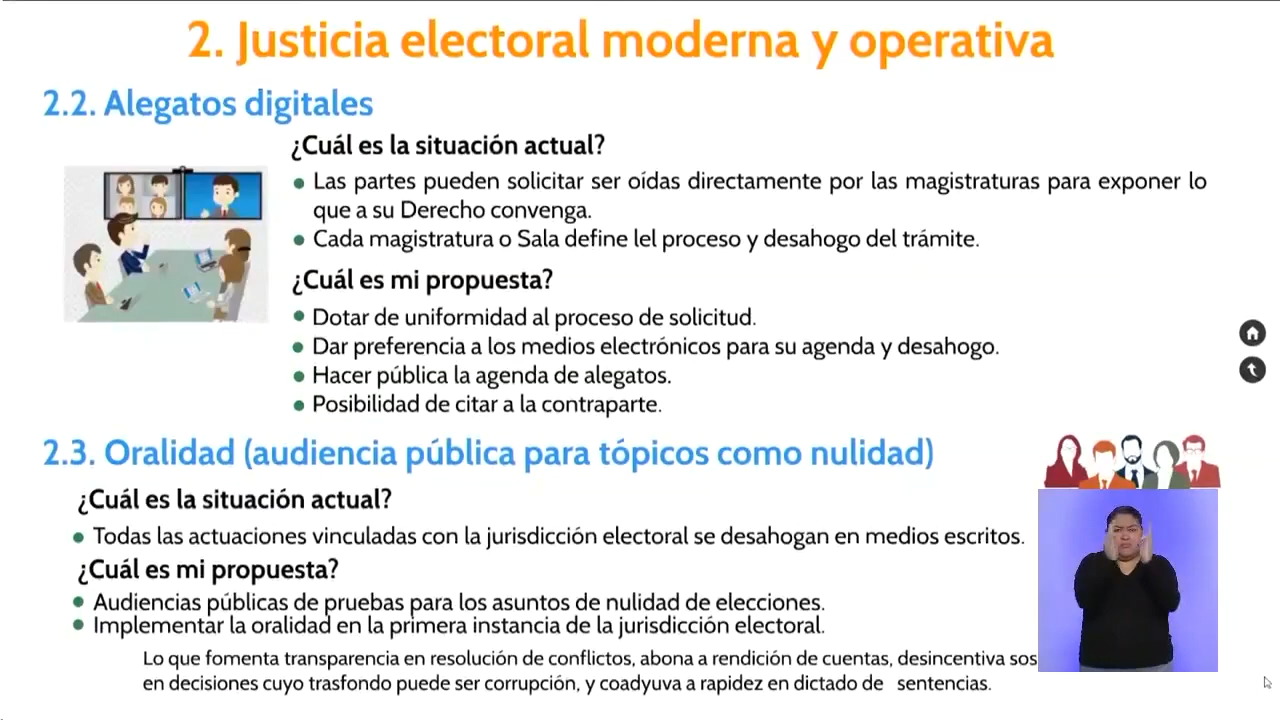 2. Justicia electoral moderna y operativa
2.2. Alegatos digitales
¿Cuál es la situación actual?
Las partes pueden solicitar ser oídas directamente por las magistraturas para exponer lo
que a su Derecho convenga.
Cada magistratura o Sala define lel proceso y desahogo del trámite.
¿Cuál es mi propuesta?
Dotar de uniformidad al proceso de solicitud.
Dar preferencia a los medios electrónicos para su agenda y desahogo.
Hacer pública la agenda de alegatos.
Posibilidad de citar a la contraparte.
2.3. Oralidad (audiencia pública para tópicos como nulidad)
¿Cuál es la situación actual?
Todas las actuaciones vinculadas con la jurisdicción electoral se desahogan en medios escritos.
¿Cuál es mi propuesta?
Audiencias públicas de pruebas para los asuntos de nulidad de elecciones.
Implementar la oralidad en la primera instancia de la jurisdicción electoral.
Lo que fomenta transparencia en resolución de conflictos, abona a rendición de cuentas, desincentiva
en decisiones cuyo trasfondo puede ser corrupción, y coadyuva a rapidez en dictado de sentencias.